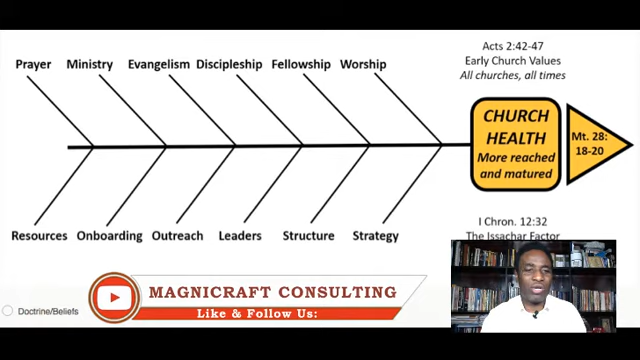 Acts 2:42-47
Early Church Values
All churches, all times
Prayer Ministry Evangelism Discipleship Fellowship Worship
CHURCH
HEALTH
More reached
and matured
Mt. 28:
18-20
Resources Onboarding Outreach Leaders Structure Strategy
I Chron. 12:32
The Issachar Factor
MAGNICRAFT CONSULTING
Like & Follow Us:
Doctrine/Beliefs